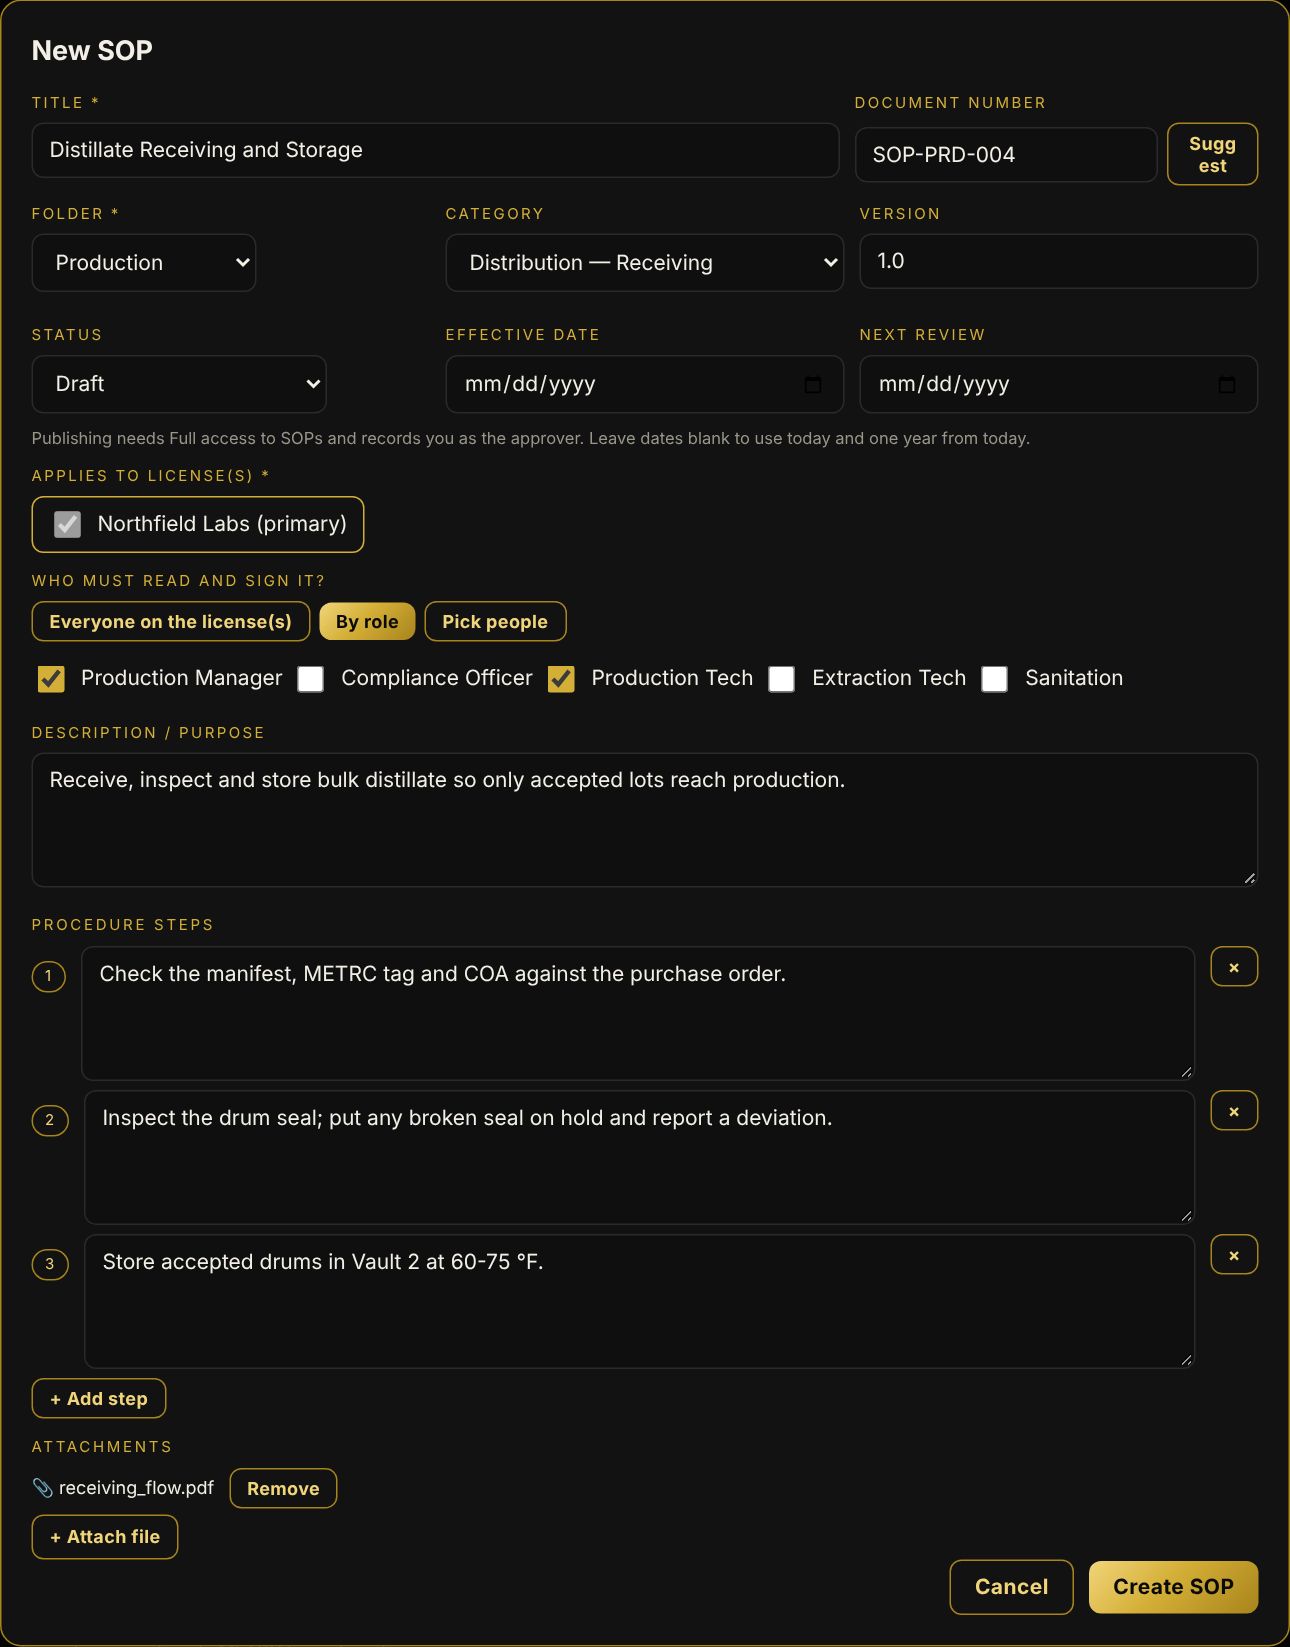 New SOP
TITLE *
DOCUMENT NUMBER
Distillate Receiving and Storage
SOP-PRD-004
Sugg
est
FOLDER *
CATEGORY
VERSION
Production
Distribution — Receiving
1.0
STATUS
EFFECTIVE DATE
NEXT REVIEW
Draft
mm/dd/yyyy
mm/dd/yyyy
Publishing needs Full access to SOPs and records you as the approver. Leave dates blank to use today and one year from today.
APPLIES TO LICENSE(S) *
Northfield Labs (primary)
WHO MUST READ AND SIGN IT?
Everyone on the license(s)
By role
Pick people
Production Manager
Compliance Officer
Production Tech
Extraction Tech
Sanitation
DESCRIPTION / PURPOSE
Receive, inspect and store bulk distillate so only accepted lots reach production.
PROCEDURE STEPS
1
Check the manifest, METRC tag and COA against the purchase order.
×
2
Inspect the drum seal; put any broken seal on hold and report a deviation.
×
3
Store accepted drums in Vault 2 at 60-75 °F.
×
+ Add step
ATTACHMENTS
receiving_flow.pdf
Remove
+ Attach file
Cancel
Create SOP